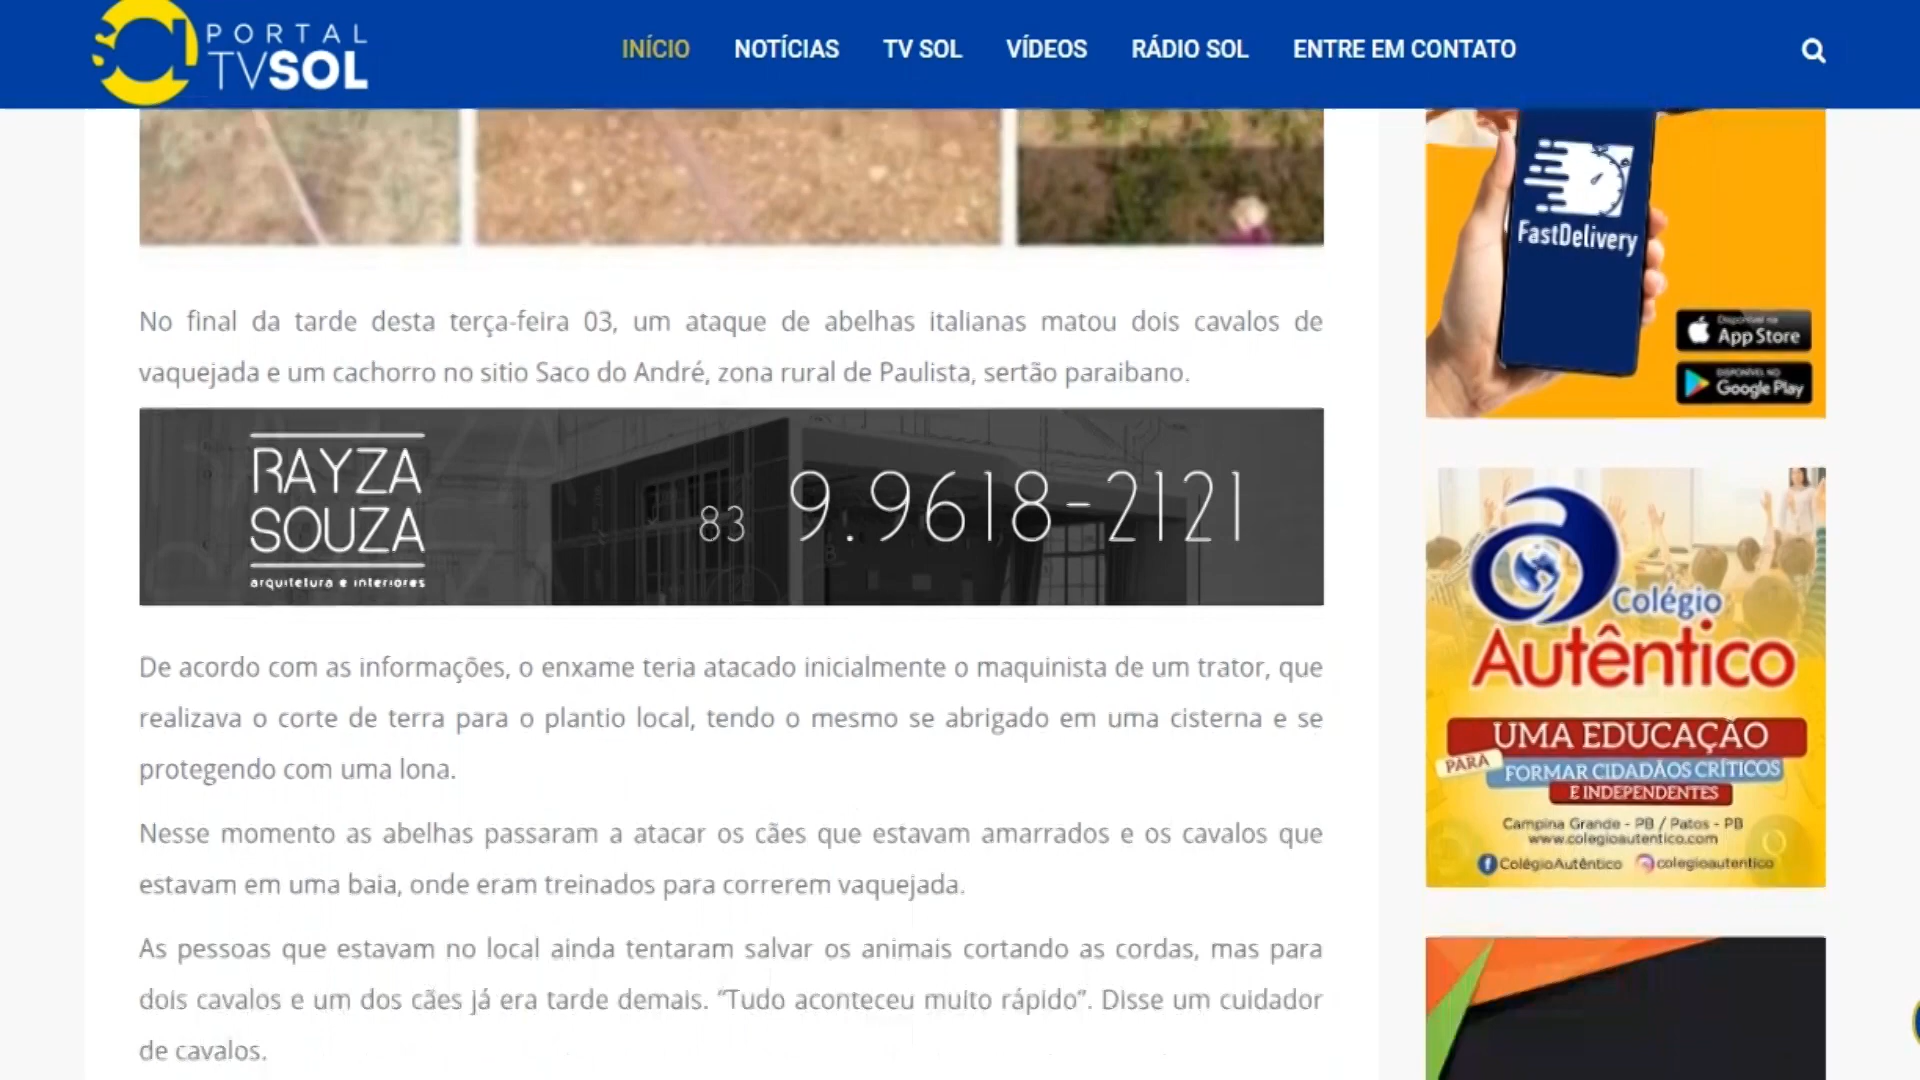 PORTAL
TVSOL
INÍCIO NOTÍCIAS TV SOL VÍDEOS RÁDIO SOL ENTRE EM CONTATO
No final da tarde desta terça-feira 03, um ataque de abelhas italianas matou dois cavalos de
vaquejada e um cachorro no sitio Saco do André, zona rural de Paulista, sertão paraibano.
RAYZA
SOUZA
arquitetura e interiores
83 9.9618-2121
De acordo com as informações, o enxame teria atacado inicialmente o maquinista de um trator, que
realizava o corte de terra para o plantio local, tendo o mesmo se abrigado em uma cisterna e se
protegendo com uma lona.
Nesse momento as abelhas passaram a atacar os cães que estavam amarrados e os cavalos que
estavam em uma baia, onde eram treinados para correrem vaquejada.
As pessoas que estavam no local ainda tentaram salvar os animais cortando as cordas, mas para
dois cavalos e um dos cães já era tarde demais. “Tudo aconteceu muito rápido”. Disse um cuidador
de cavalos.
FastDelivery
Disponível na
App Store
DISPONÍVEL NO
Google Play
Colégio
Autêntico
UMA EDUCAÇÃO
PARA
FORMAR CIDADÃOS CRÍTICOS
E INDEPENDENTES
Campina Grande - PB / Patos - PB
www.colegioautentico.com
ColégioAutêntico colegioautentico